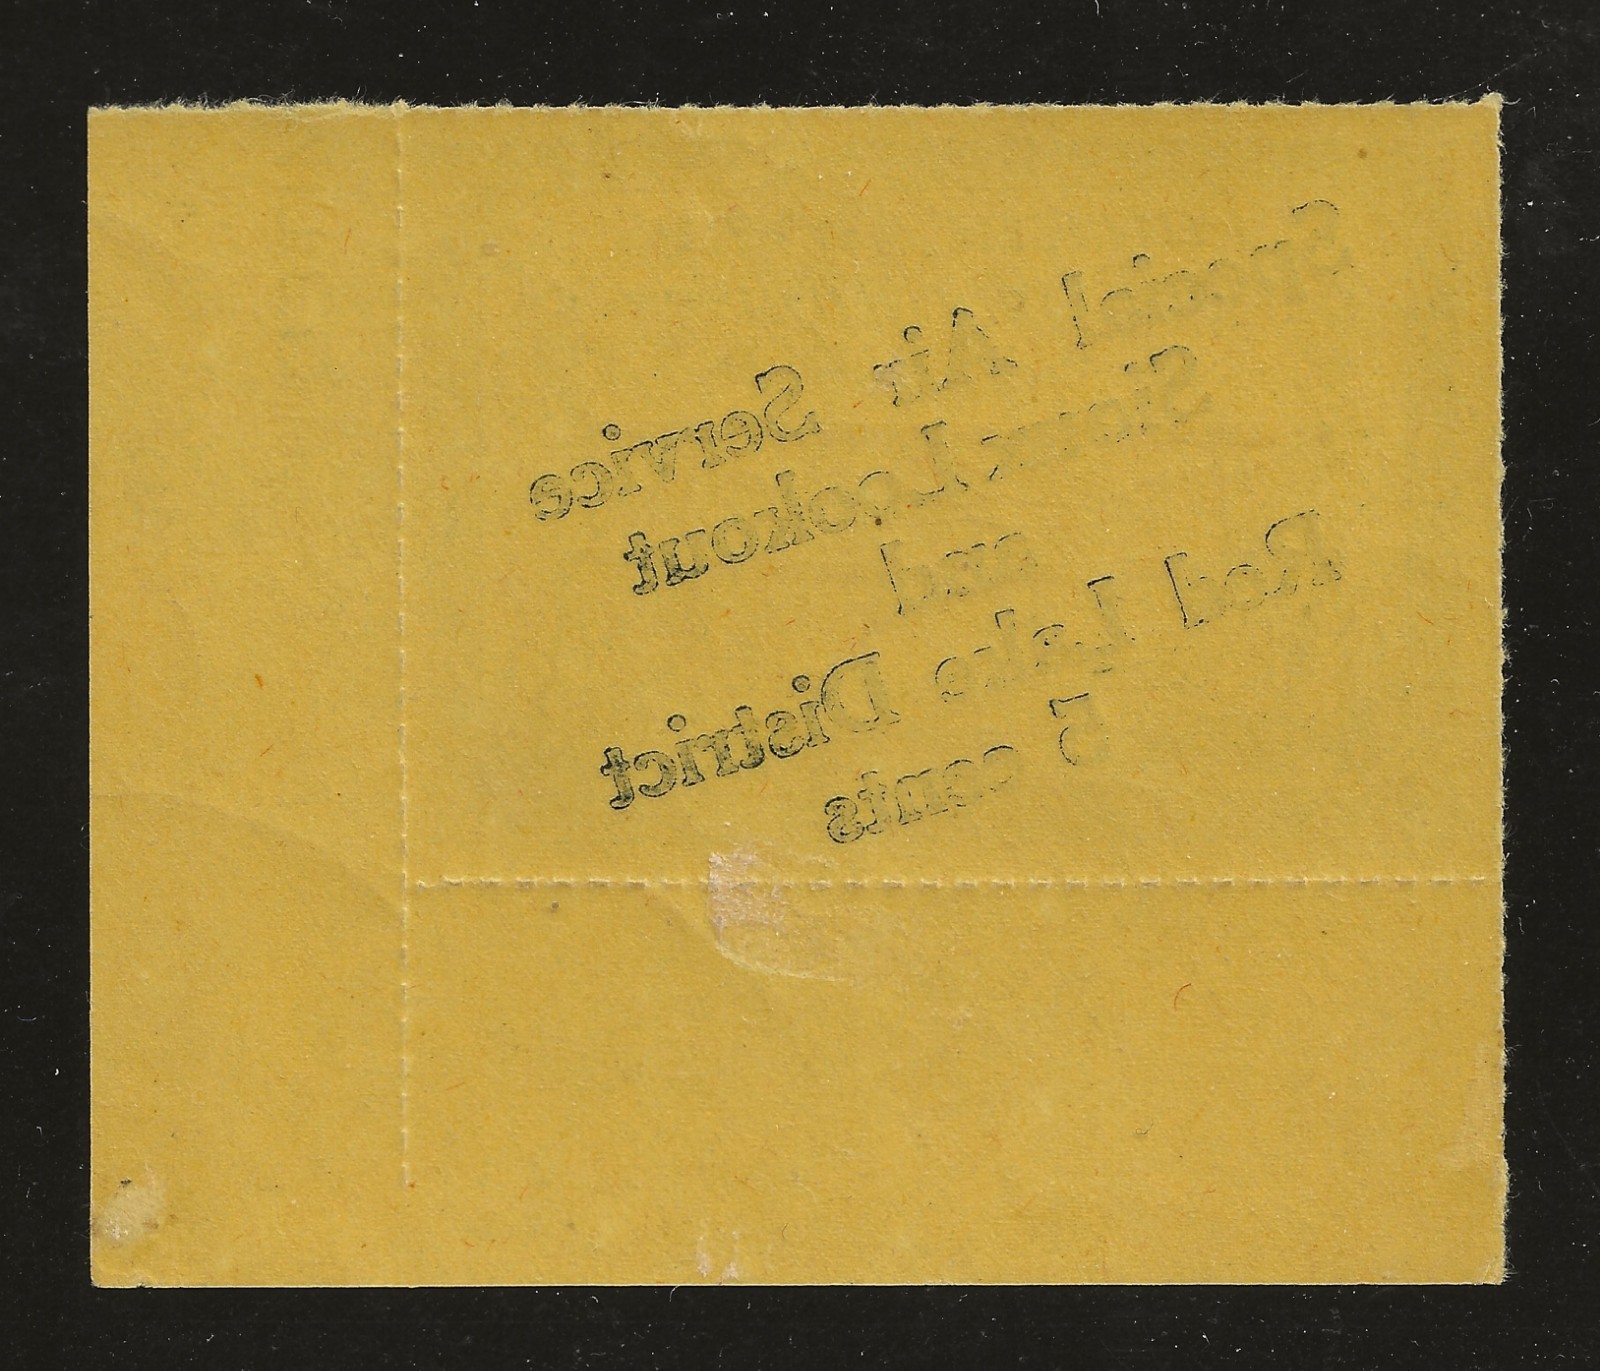 Special Air Service
Sioux Lookout
and
Red Lake District
5 cents